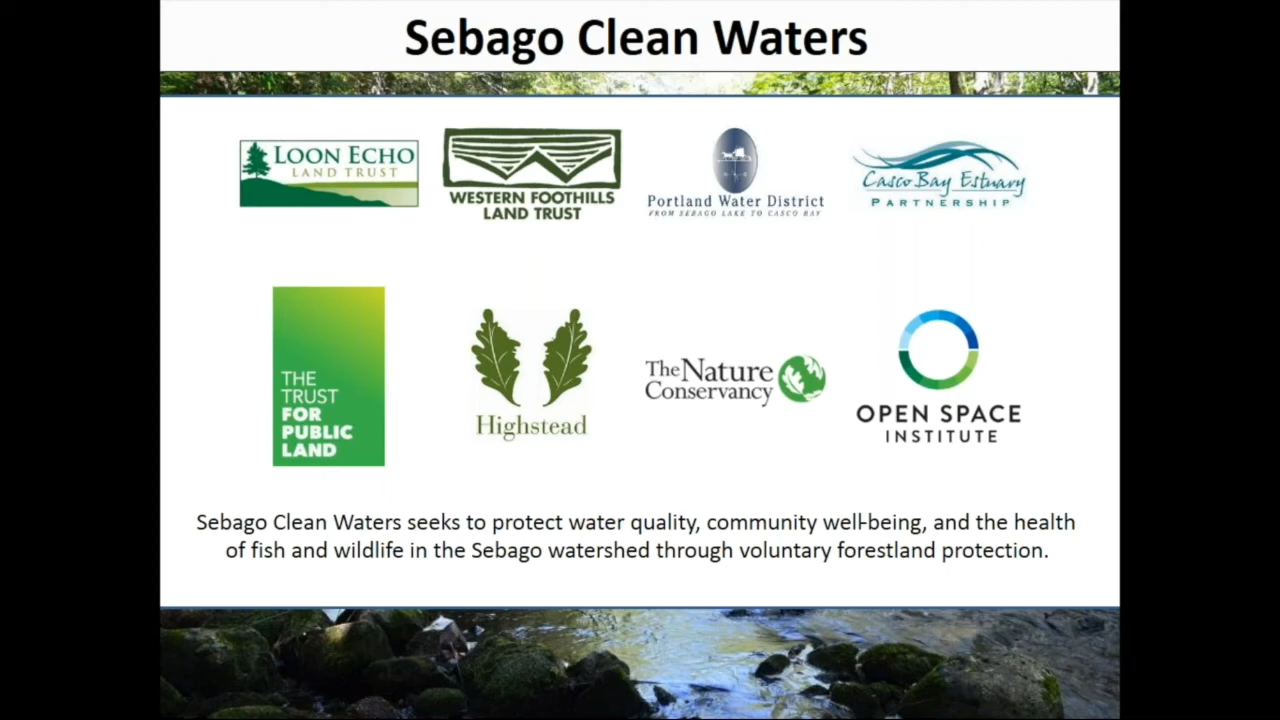 Sebago Clean Waters
LOON ECHO
LAND TRUST
WESTERN FOOTHILLS
LAND TRUST
Portland Water District
FROM SEBAGO LAKE TO CASCO BAY
Casco Bay Estuary
PARTNERSHIP
THE
TRUST
FOR
PUBLIC
LAND
Highstead
The Nature
Conservancy
OPEN SPACE
INSTITUTE
Sebago Clean Waters seeks to protect water quality, community well-being, and the health
of fish and wildlife in the Sebago watershed through voluntary forestland protection.